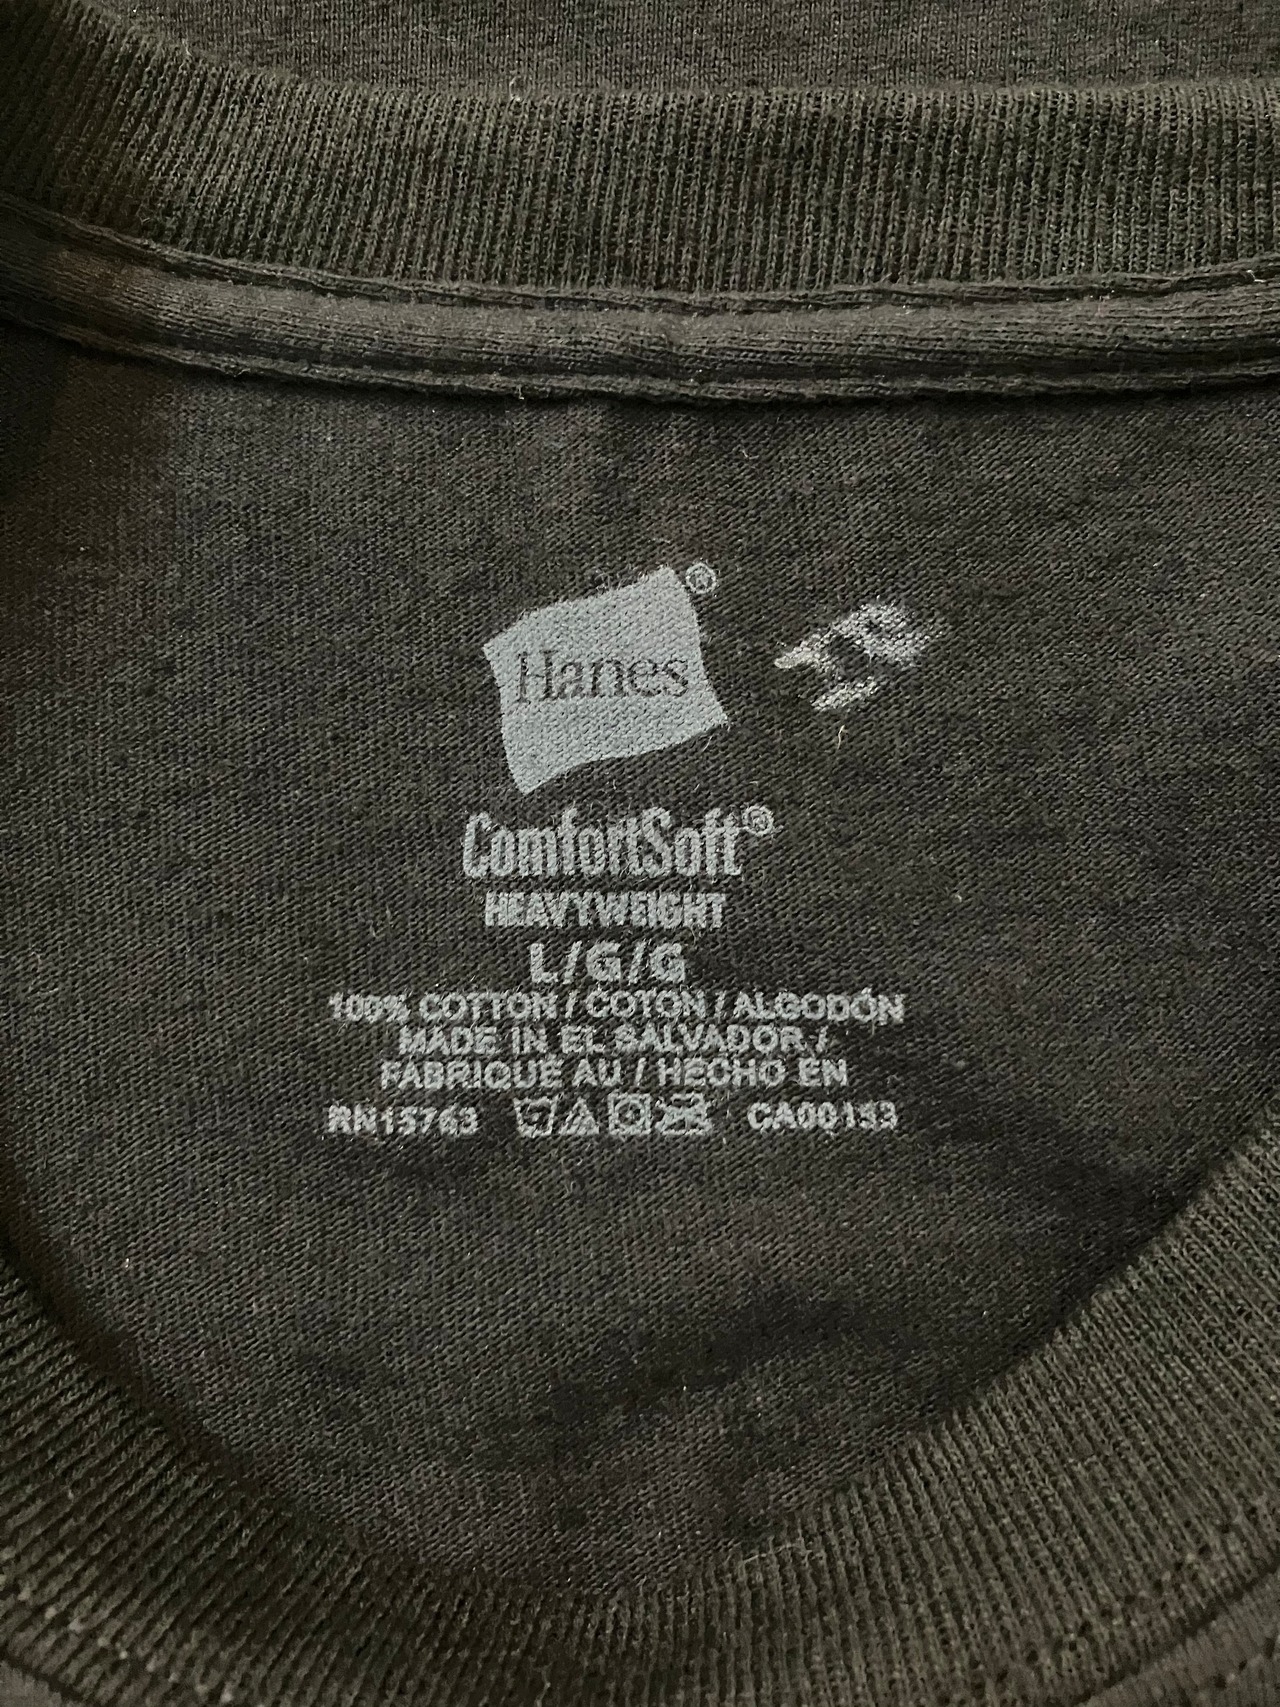 Hanes®
ComfortSoft®
HEAVYWEIGHT
L/G/G
100% COTTON / COTON / ALGODÓN
MADE IN EL SALVADOR /
FABRIQUÉ AU / HECHO EN
RN15763 CA00153